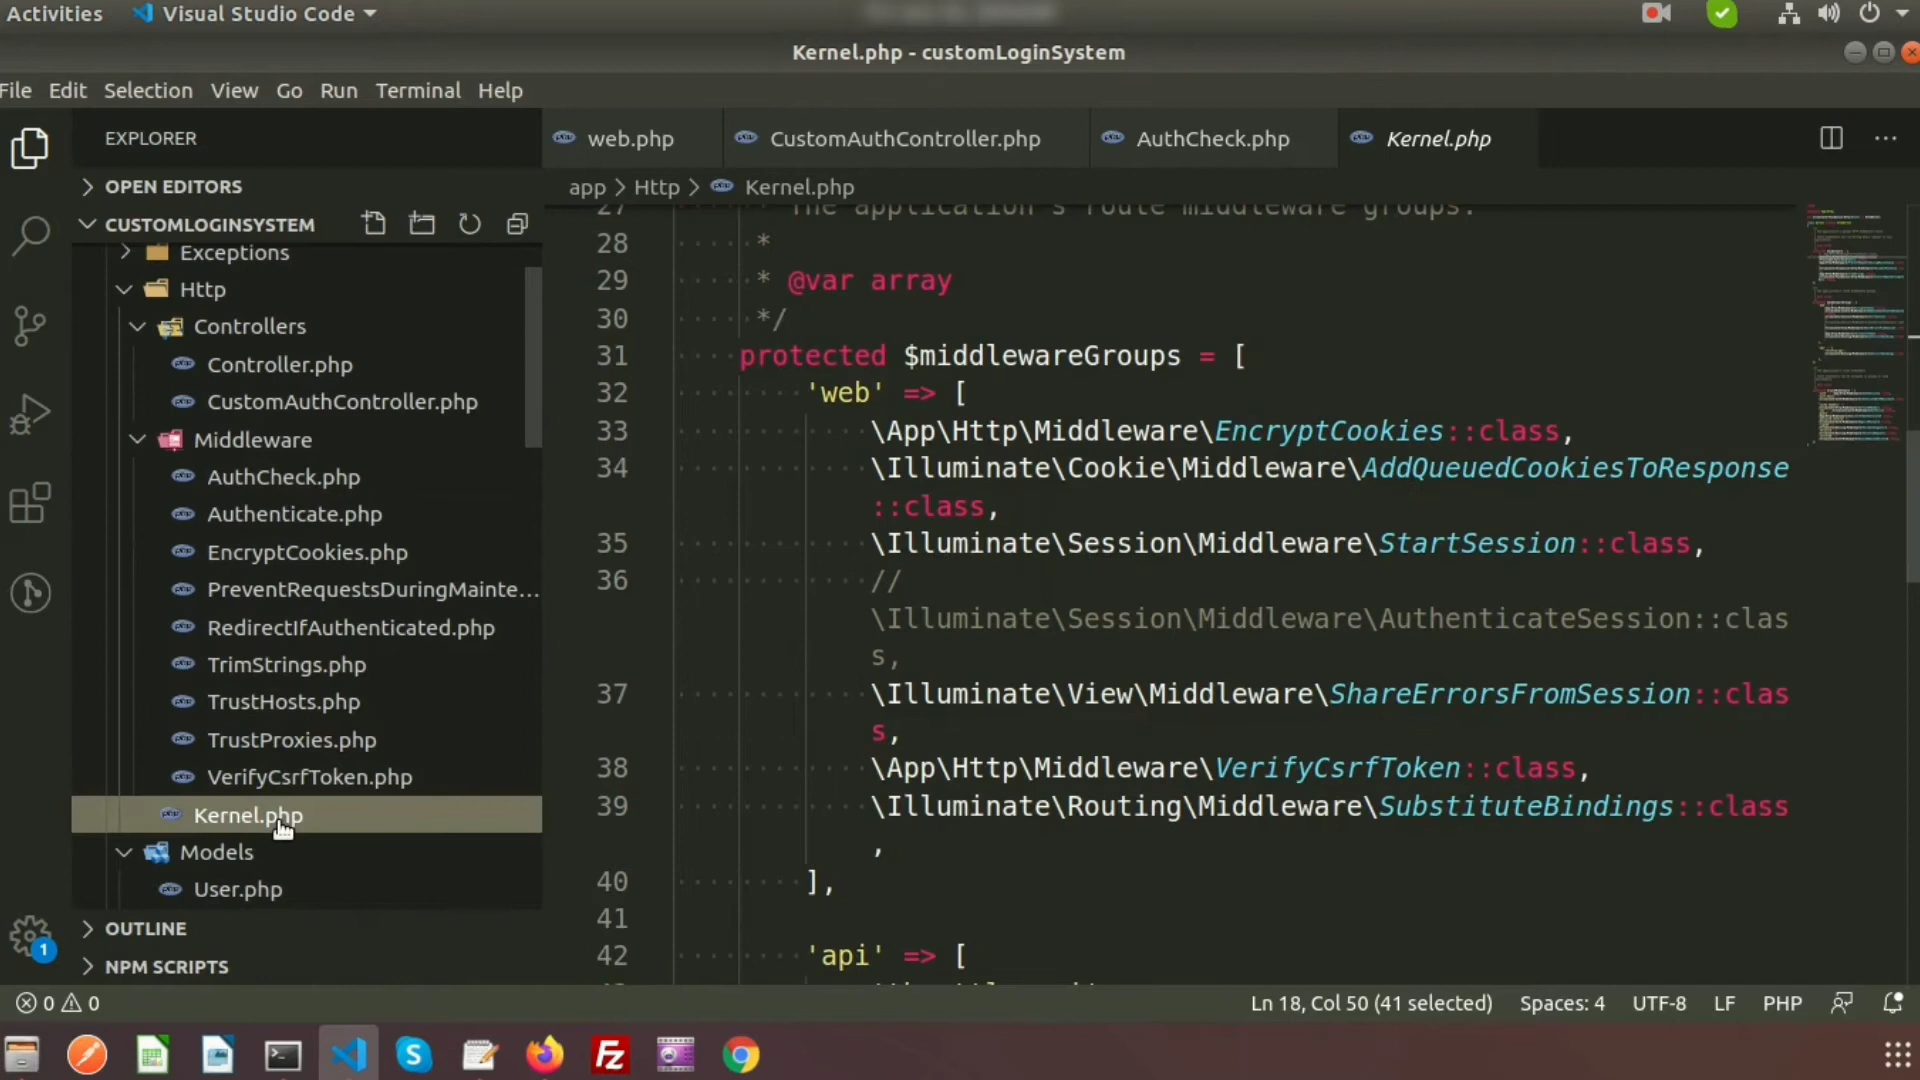 Activities Visual Studio Code
Kernel.php - customLoginSystem
File Edit Selection View Go Run Terminal Help
EXPLORER
OPEN EDITORS
CUSTOMLOGINSYSTEM
Exceptions
Http
Controllers
Controller.php
CustomAuthController.php
Middleware
AuthCheck.php
Authenticate.php
EncryptCookies.php
PreventRequestsDuringMainte...
RedirectIfAuthenticated.php
TrimStrings.php
TrustHosts.php
TrustProxies.php
VerifyCsrfToken.php
Kernel.php
Models
User.php
OUTLINE
NPM SCRIPTS
1
web.php CustomAuthController.php AuthCheck.php Kernel.php
app > Http > Kernel.php
27 * The application's route middleware groups.
28 *
29 * @var array
30 */
31 protected $middlewareGroups = [
32 'web' => [
33 \App\Http\Middleware\EncryptCookies::class,
34 \Illuminate\Cookie\Middleware\AddQueuedCookiesToResponse
::class,
35 \Illuminate\Session\Middleware\StartSession::class,
36 //
\Illuminate\Session\Middleware\AuthenticateSession::clas
s,
37 \Illuminate\View\Middleware\ShareErrorsFromSession::clas
s,
38 \App\Http\Middleware\VerifyCsrfToken::class,
39 \Illuminate\Routing\Middleware\SubstituteBindings::class
,
40 ],
41
42 'api' => [
0 0
Ln 18, Col 50 (41 selected) Spaces: 4 UTF-8 LF PHP